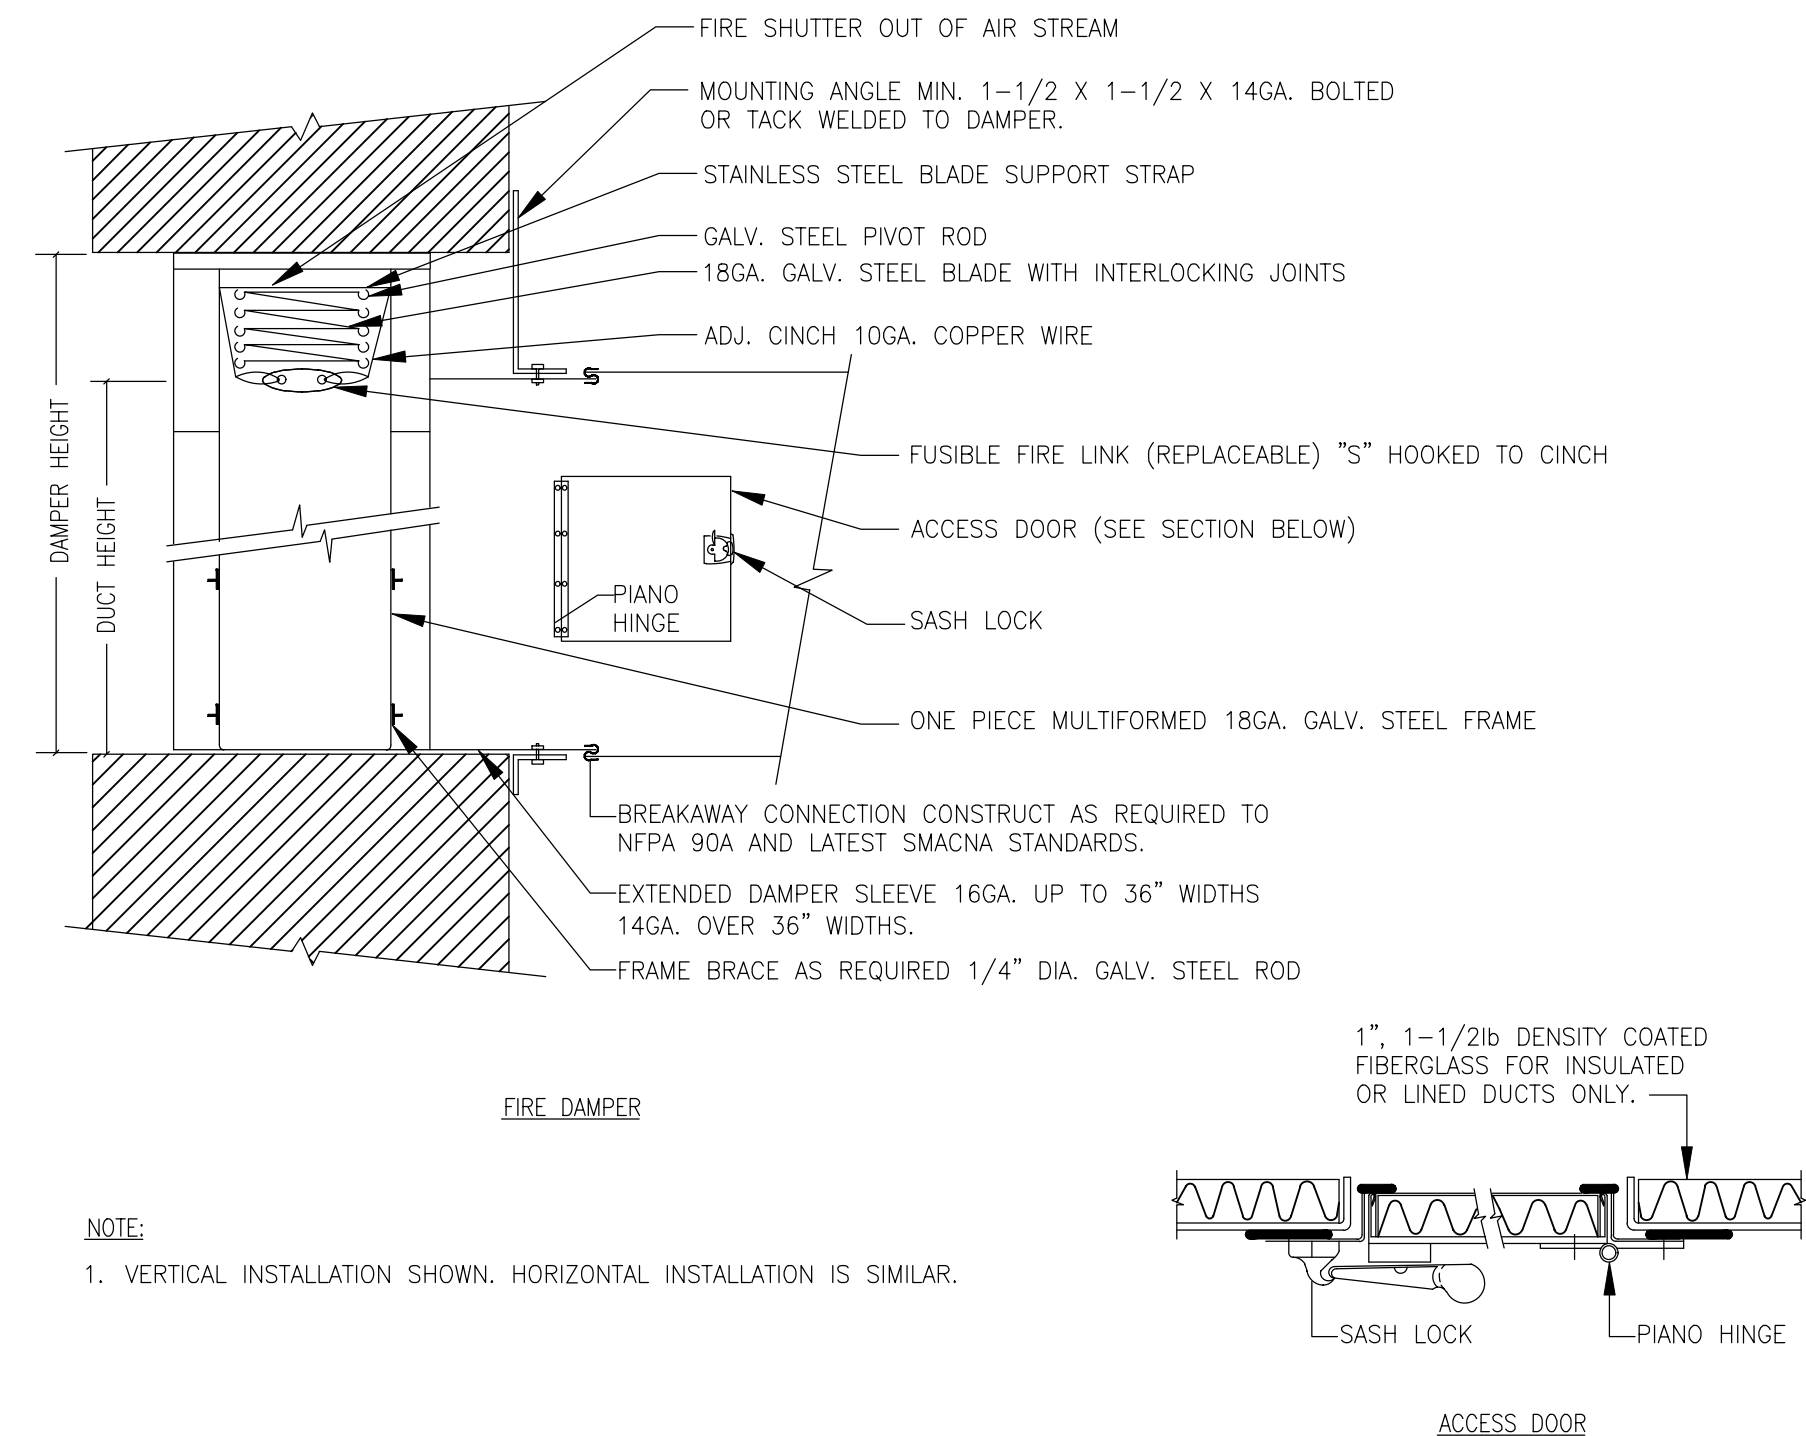 FIRE SHUTTER OUT OF AIR STREAM
MOUNTING ANGLE MIN. 1-1/2 X 1-1/2 X 14GA. BOLTED
OR TACK WELDED TO DAMPER.
STAINLESS STEEL BLADE SUPPORT STRAP
GALV. STEEL PIVOT ROD
18GA. GALV. STEEL BLADE WITH INTERLOCKING JOINTS
ADJ. CINCH 10GA. COPPER WIRE
DAMPER HEIGHT
DUCT HEIGHT
FUSIBLE FIRE LINK (REPLACEABLE) "S" HOOKED TO CINCH
ACCESS DOOR (SEE SECTION BELOW)
PIANO
HINGE
SASH LOCK
ONE PIECE MULTIFORMED 18GA. GALV. STEEL FRAME
BREAKAWAY CONNECTION CONSTRUCT AS REQUIRED TO
NFPA 90A AND LATEST SMACNA STANDARDS.
EXTENDED DAMPER SLEEVE 16GA. UP TO 36" WIDTHS
14GA. OVER 36" WIDTHS.
FRAME BRACE AS REQUIRED 1/4" DIA. GALV. STEEL ROD
FIRE DAMPER
1", 1-1/2lb DENSITY COATED
FIBERGLASS FOR INSULATED
OR LINED DUCTS ONLY.
NOTE:
1. VERTICAL INSTALLATION SHOWN. HORIZONTAL INSTALLATION IS SIMILAR.
SASH LOCK
PIANO HINGE
ACCESS DOOR